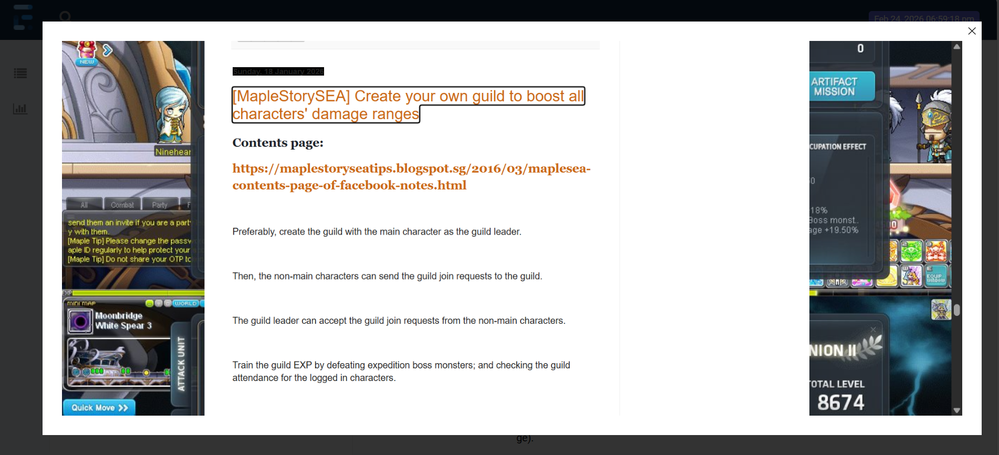 Feb 24, 2026 06:59:18 pm
NEW
Ninehear
All Combat Party F
send them an invite if you are a part
y with them.
[Maple Tip] Please change the passw
aple ID regularly to help protect your
[Maple Tip] Do not share your OTP to
EXP
MINI MAP
WORLD
Moonbridge
White Spear 3
ATTACK UNIT
Quick Move
Sunday, 18 January 2026
[MapleStorySEA] Create your own guild to boost all
characters' damage ranges
Contents page:
https://maplestoryseatips.blogspot.sg/2016/03/maplesea-
contents-page-of-facebook-notes.html
Preferably, create the guild with the main character as the guild leader.
Then, the non-main characters can send the guild join requests to the guild.
The guild leader can accept the guild join requests from the non-main characters.
Train the guild EXP by defeating expedition boss monsters; and checking the guild
attendance for the logged in characters.
0
ARTIFACT
MISSION
CUPATION EFFECT
0
18%
Boss monst..
age +19.50%
EQUIP
WINDOW
NION II
OTAL LEVEL
8674
ge).